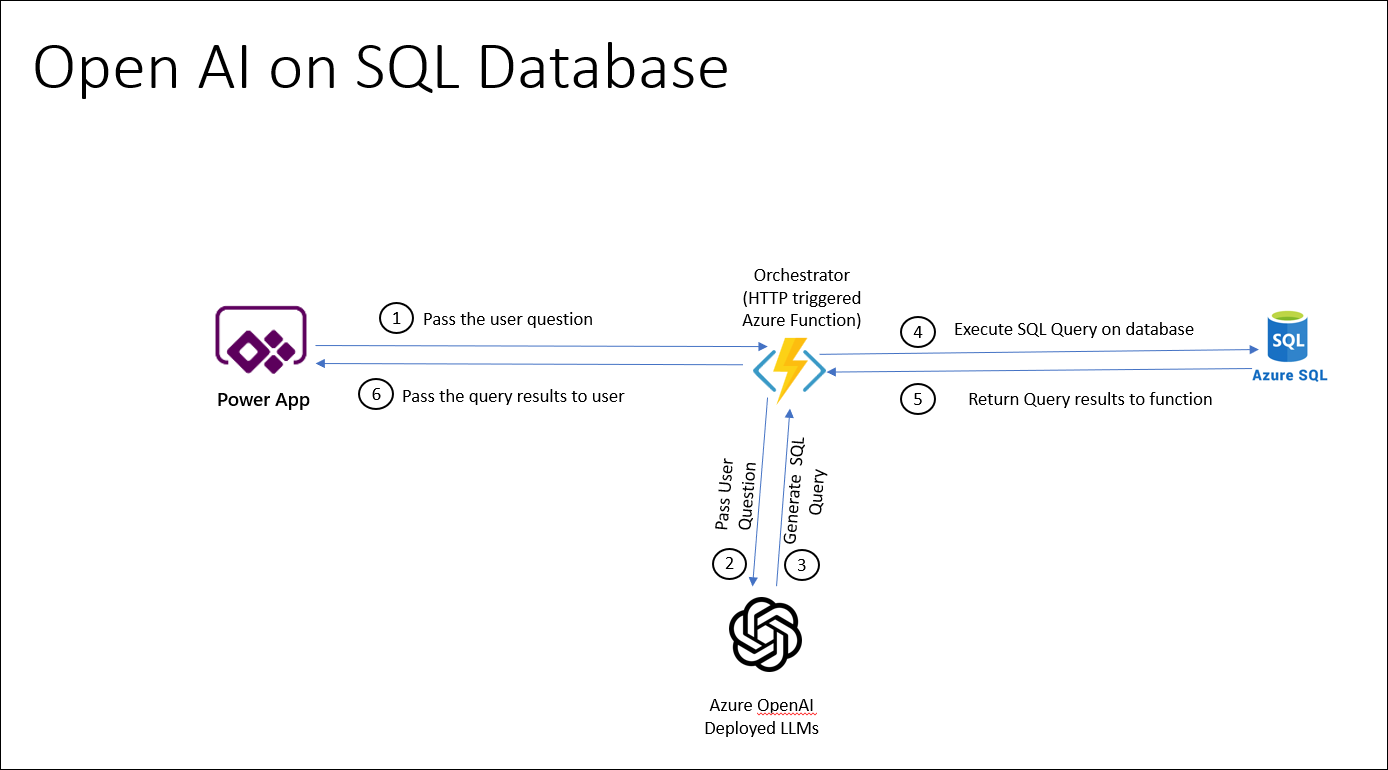 Open AI on SQL Database
Orchestrator
(HTTP triggered
Azure Function)
1
Pass the user question
4
Execute SQL Query on database
SQL
Azure SQL
Power App
6
Pass the query results to user
5
Return Query results to function
Pass User
Question
Generate SQL
Query
2
3
Azure OpenAI
Deployed LLMs